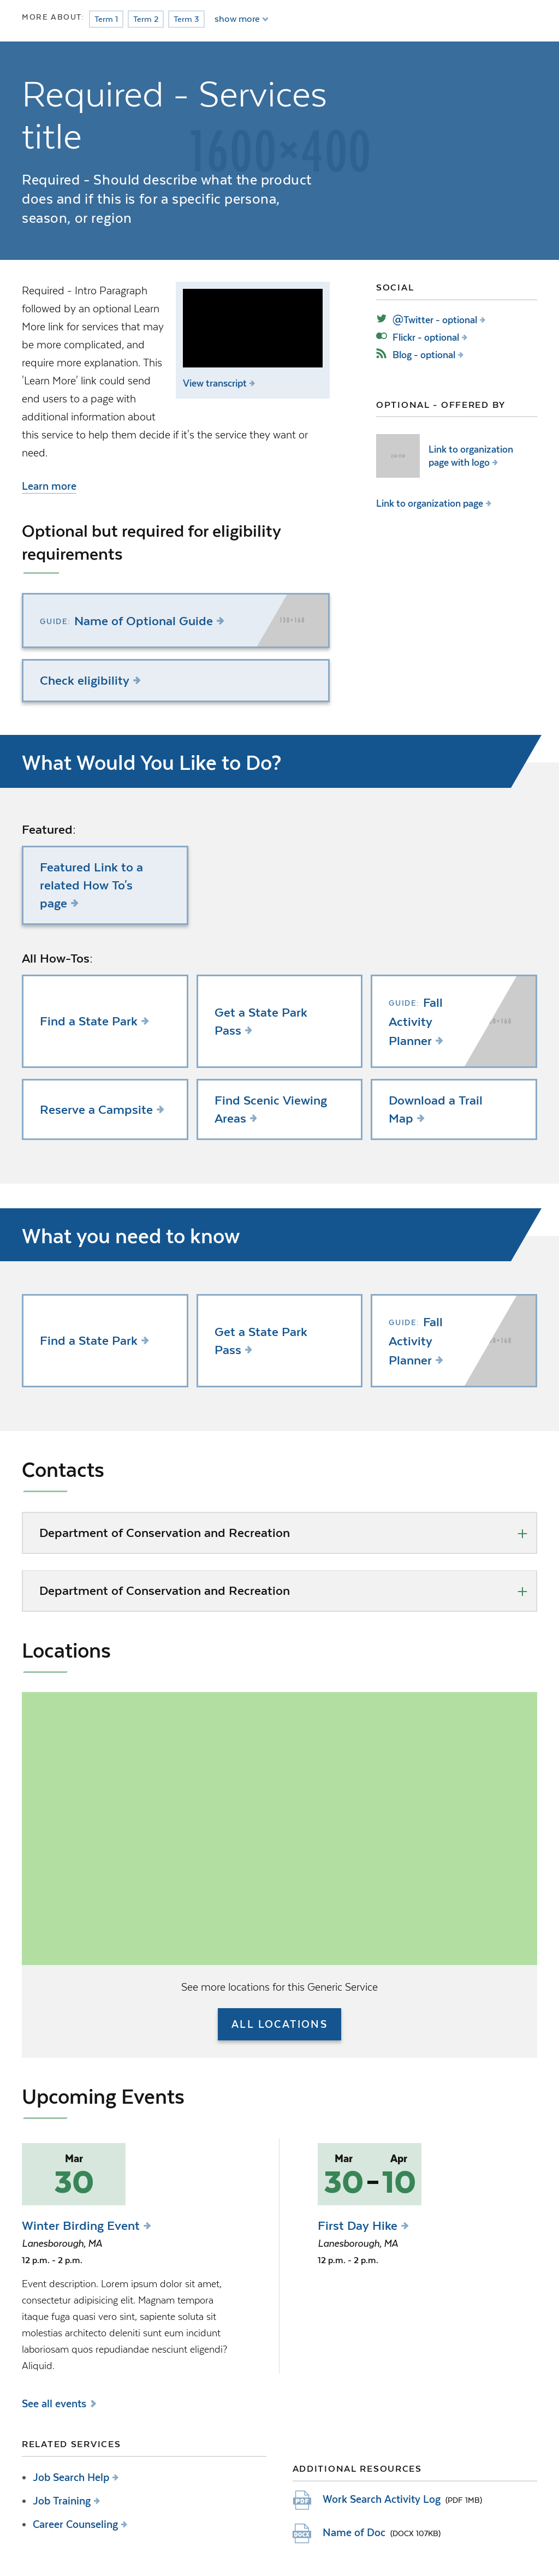 MORE ABOUT: Term 1 Term 2 Term 3 show more
Required - Services
title
1600×400
Required - Should describe what the product
does and if this is for a specific persona,
season, or region
Required - Intro Paragraph
followed by an optional Learn
More link for services that may
be more complicated, and
require more explanation. This
'Learn More' link could send
end users to a page with
additional information about
this service to help them decide if it's the service they want or
need.
View transcript
Learn more
SOCIAL
@Twitter - optional
Flickr - optional
Blog - optional
OPTIONAL - OFFERED BY
Link to organization
page with logo
Link to organization page
Optional but required for eligibility
requirements
GUIDE: Name of Optional Guide
130×160
Check eligibility
What Would You Like to Do?
Featured:
Featured Link to a
related How To's
page
All How-Tos:
Find a State Park
Get a State Park
Pass
GUIDE: Fall
Activity
Planner
Reserve a Campsite
Find Scenic Viewing
Areas
Download a Trail
Map
What you need to know
Find a State Park
Get a State Park
Pass
GUIDE: Fall
Activity
Planner
Contacts
Department of Conservation and Recreation
Department of Conservation and Recreation
Locations
See more locations for this Generic Service
ALL LOCATIONS
Upcoming Events
Mar
30
Winter Birding Event
Lanesborough, MA
12 p.m. - 2 p.m.
Event description. Lorem ipsum dolor sit amet,
consectetur adipisicing elit. Magnam tempora
itaque fuga quasi vero sint, sapiente soluta sit
molestias architecto deleniti sunt eum incidunt
laboriosam quos repudiandae nesciunt eligendi?
Aliquid.
Mar Apr
30-10
First Day Hike
Lanesborough, MA
12 p.m. - 2 p.m.
See all events
RELATED SERVICES
Job Search Help
Job Training
Career Counseling
ADDITIONAL RESOURCES
PDF Work Search Activity Log (PDF 1MB)
DOCX Name of Doc (DOCX 107KB)